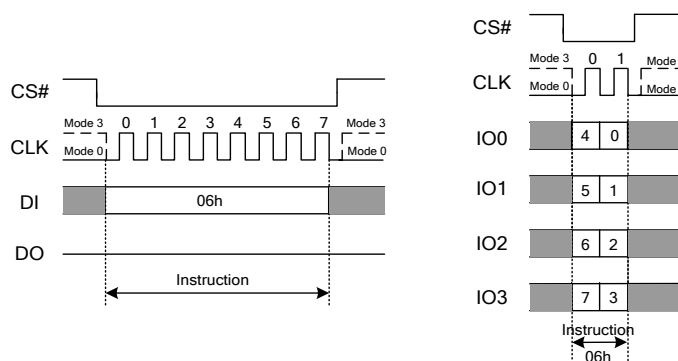 CS#
Mode 3 0 1 2 3 4 5 6 7 Mode 3
CLK
Mode 0 Mode 0
DI 06h
DO
Instruction
CS#
Mode 3 0 1 Mode
CLK
Mode 0 Mode
IO0 4 0
IO1 5 1
IO2 6 2
IO3 7 3
Instruction
06h